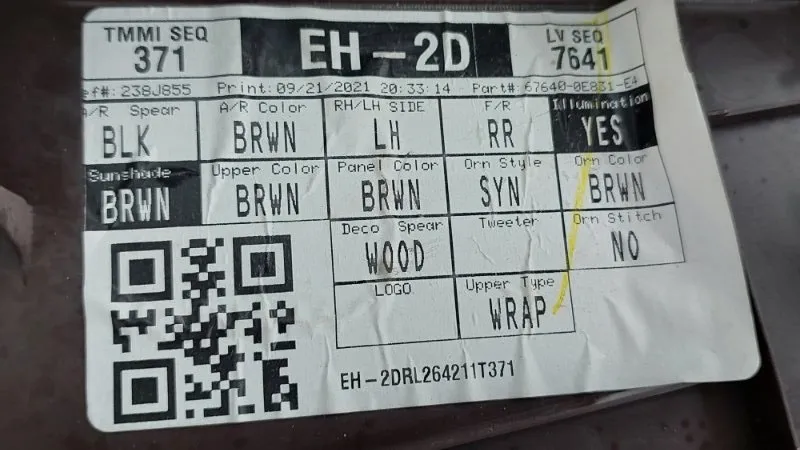 TMMI SEQ EH-2D LV SEQ
371 7641
ef#: 238J855 Print: 09/21/2021 20:33:14 Part# 67640-0E831-E4
A/R Spear A/R Color RH/LH SIDE F/R Illumination
BLK BRWN LH RR YES
Sunshade Upper Color Panel Color Orn Style Orn Color
BRWN BRWN BRWN SYN BRWN
Deco Spear Tweeter Orn Stitch
WOOD NO
LOGO Upper Type
WRAP
EH-2DRL264211T371